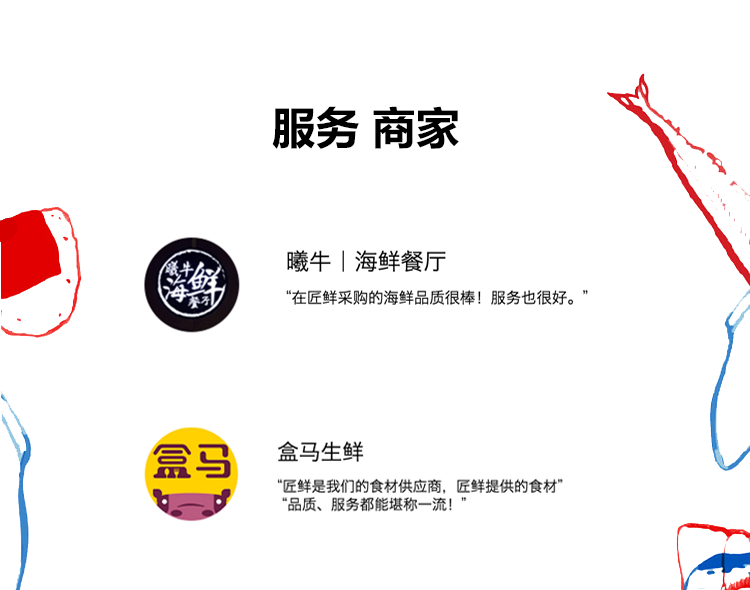 服务 商家
曦牛
海鲜
餐厅
曦牛｜海鲜餐厅
“在匠鲜采购的海鲜品质很棒！服务也很好。”
盒马
盒马生鲜
“匠鲜是我们的食材供应商，匠鲜提供的食材”
“品质、服务都能堪称一流！”